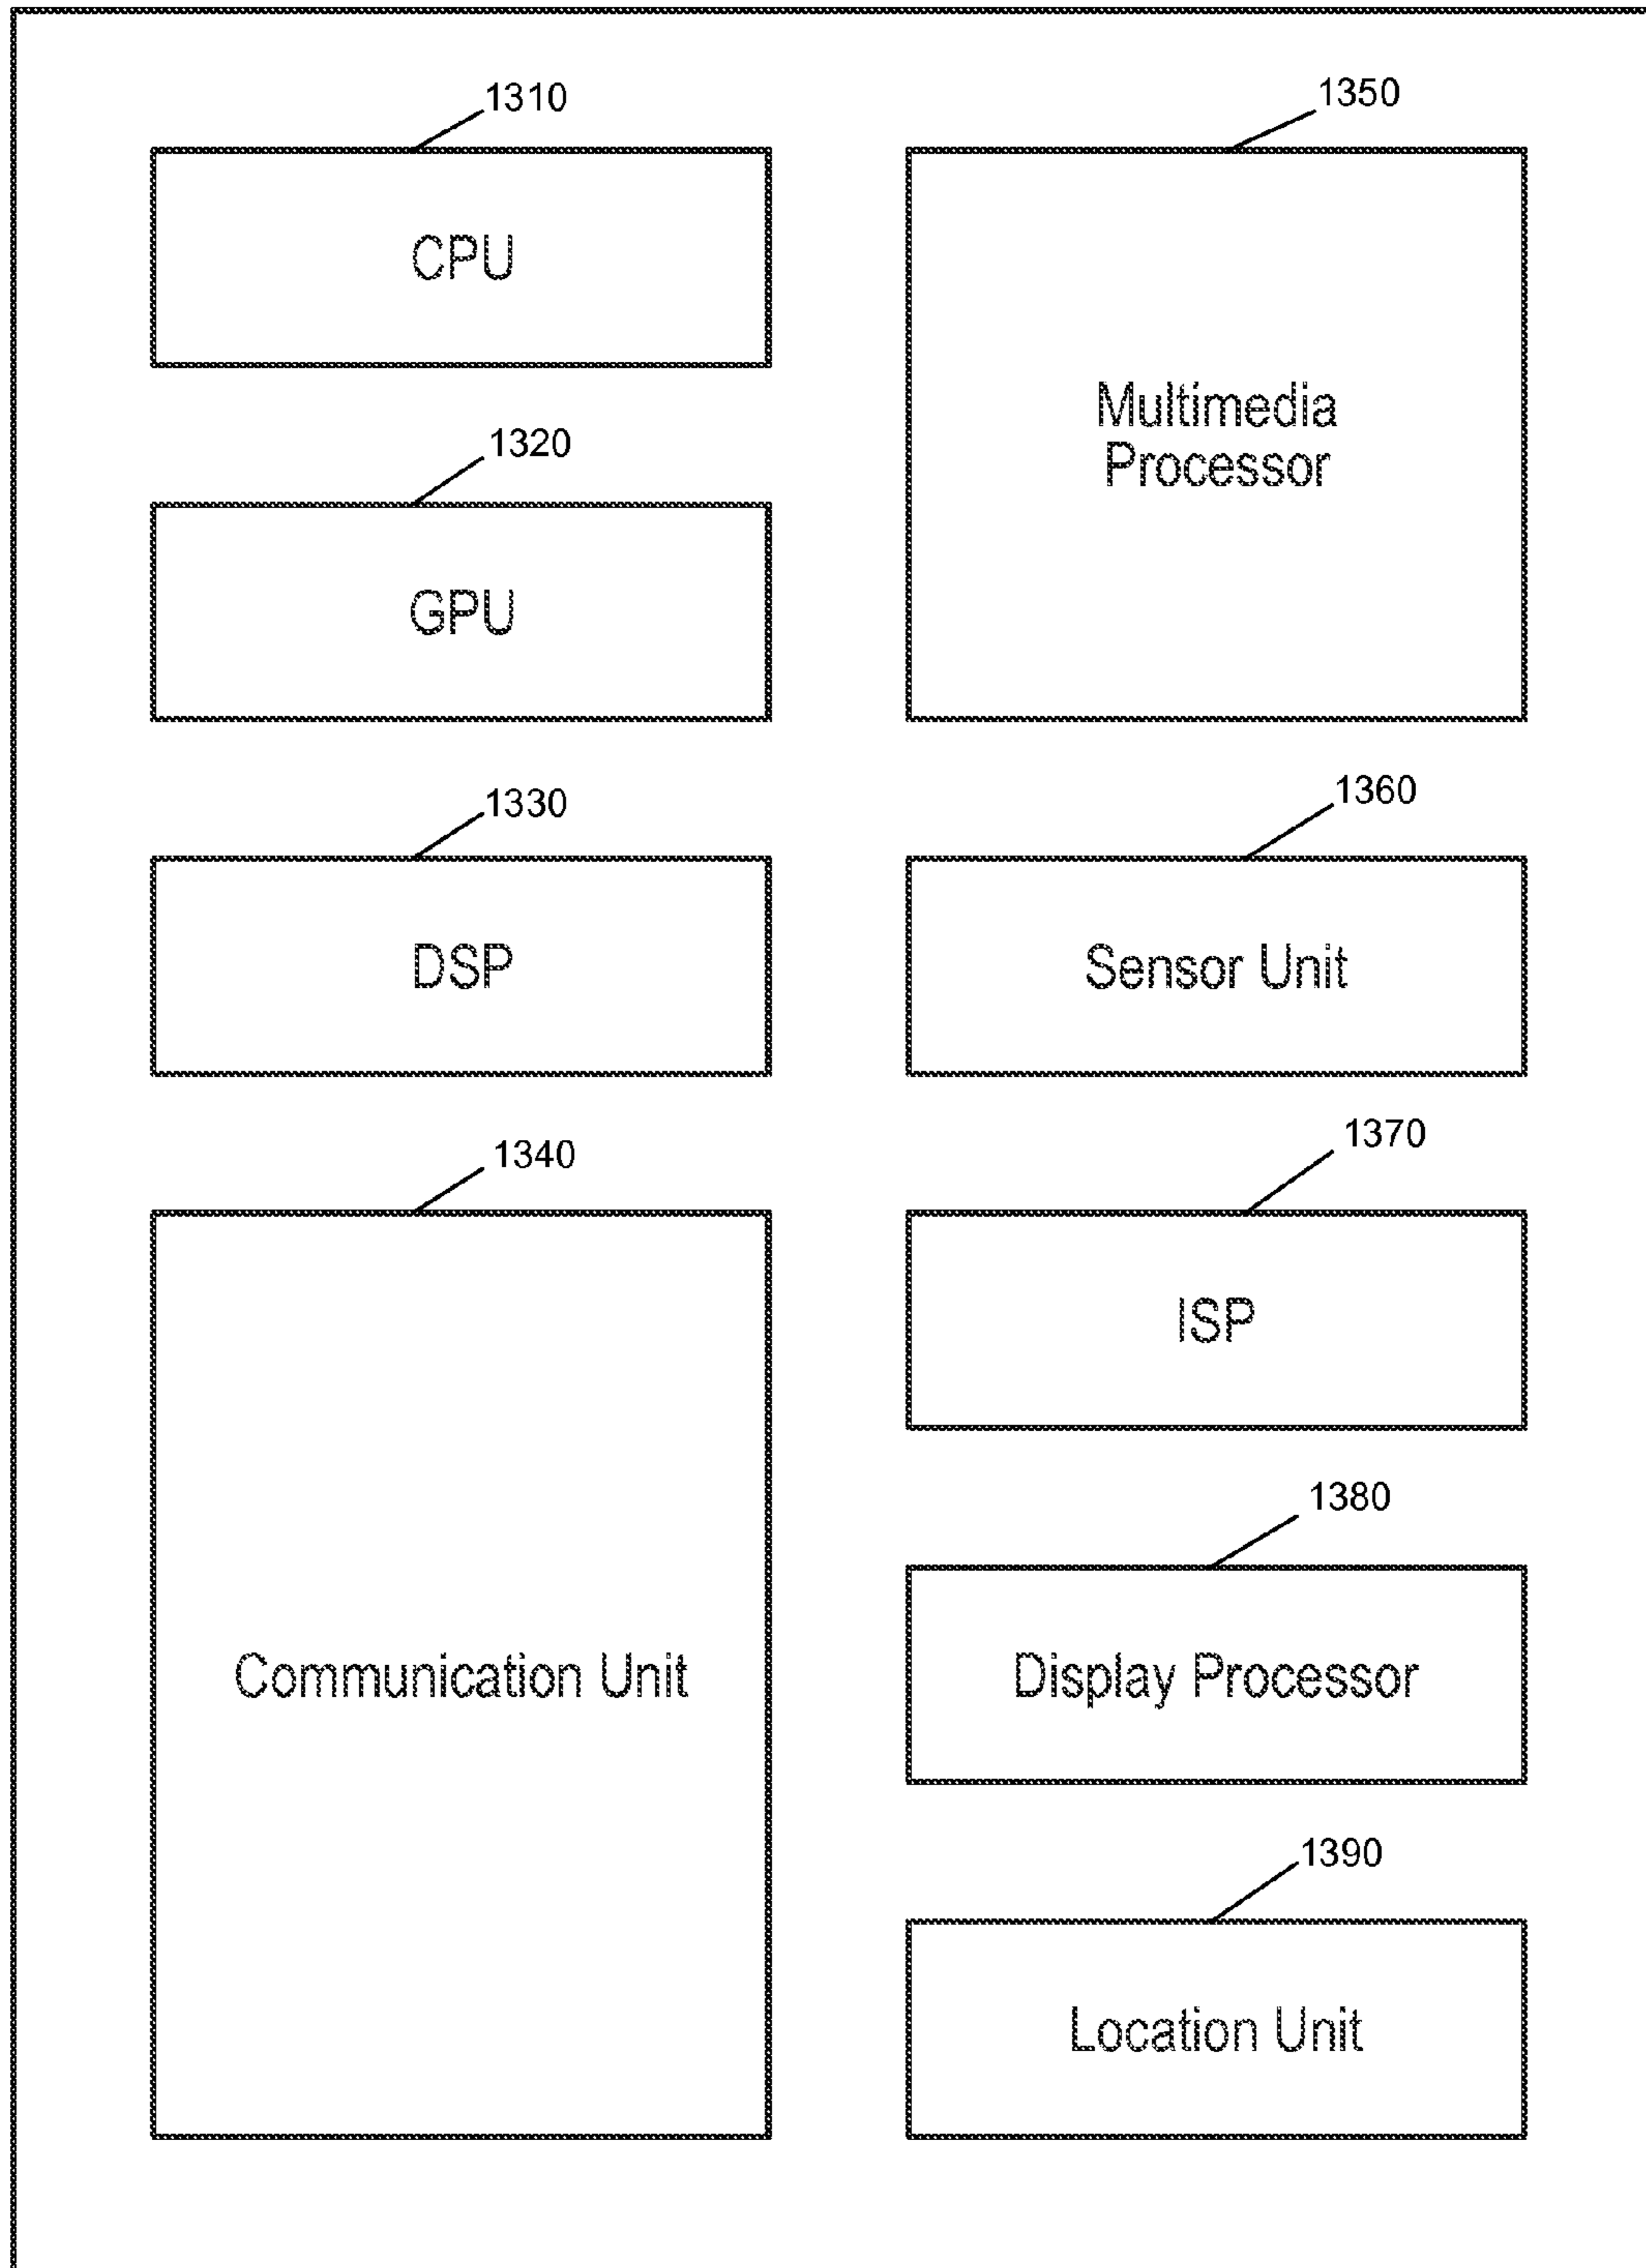 1310
CPU
1320
GPU
1330
DSP
1340
Communication Unit
1350
Multimedia
Processor
1360
Sensor Unit
1370
ISP
1380
Display Processor
1390
Location Unit